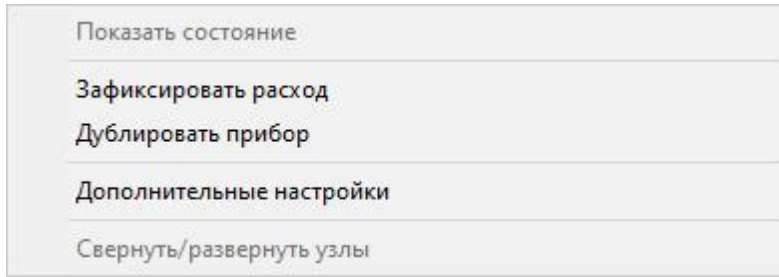 Показать состояние
Зафиксировать расход
Дублировать прибор
Дополнительные настройки
Свернуть/развернуть узлы